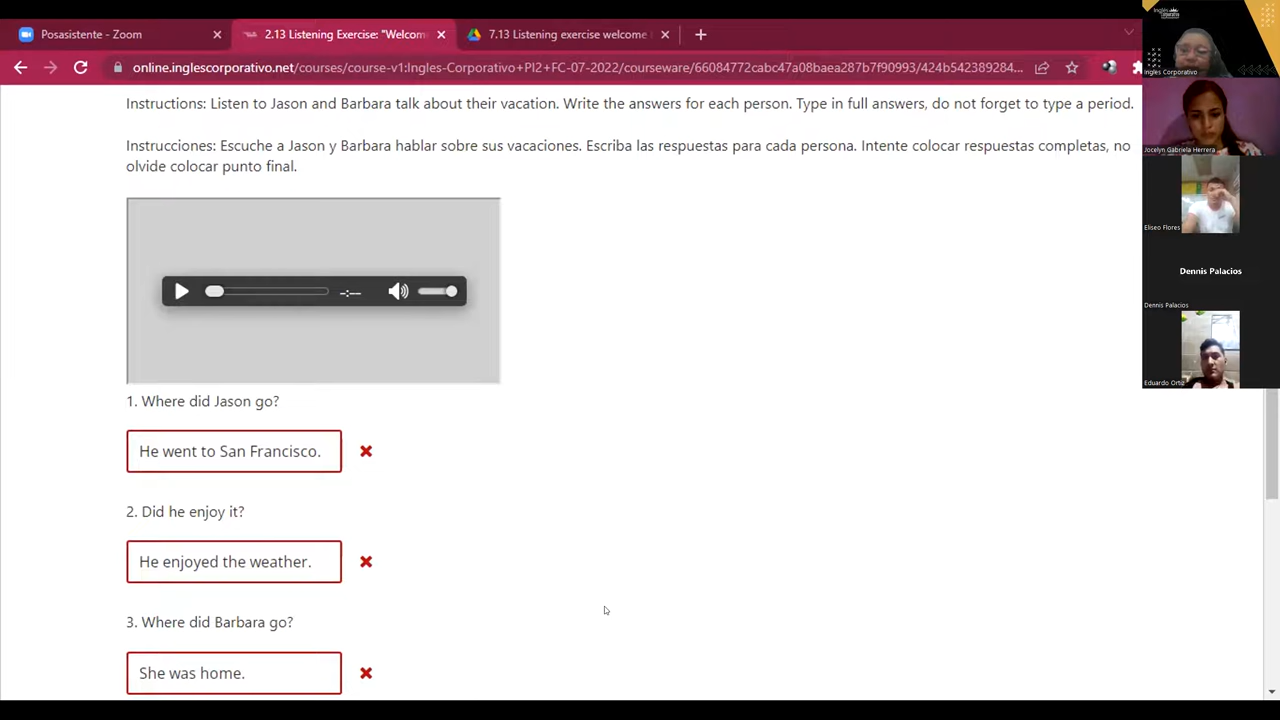 Posasistente - Zoom
2.13 Listening Exercise: "Welcom
7.13 Listening exercise welcome
online.inglescorporativo.net/courses/course-v1:Ingles-Corporativo+PI2+FC-07-2022/courseware/66084772cabc47a08baea287b7f90993/424b542389284...
Instructions: Listen to Jason and Barbara talk about their vacation. Write the answers for each person. Type in full answers, do not forget to type a period.
Instrucciones: Escuche a Jason y Barbara hablar sobre sus vacaciones. Escriba las respuestas para cada persona. Intente colocar respuestas completas, no
olvide colocar punto final.
-:--
1. Where did Jason go?
He went to San Francisco.
2. Did he enjoy it?
He enjoyed the weather.
3. Where did Barbara go?
She was home.
Ingles Corporativo
Jocelyn Gabriela Herrera
Eliseo Flores
Dennis Palacios
Dennis Palacios
Eduardo Ortiz